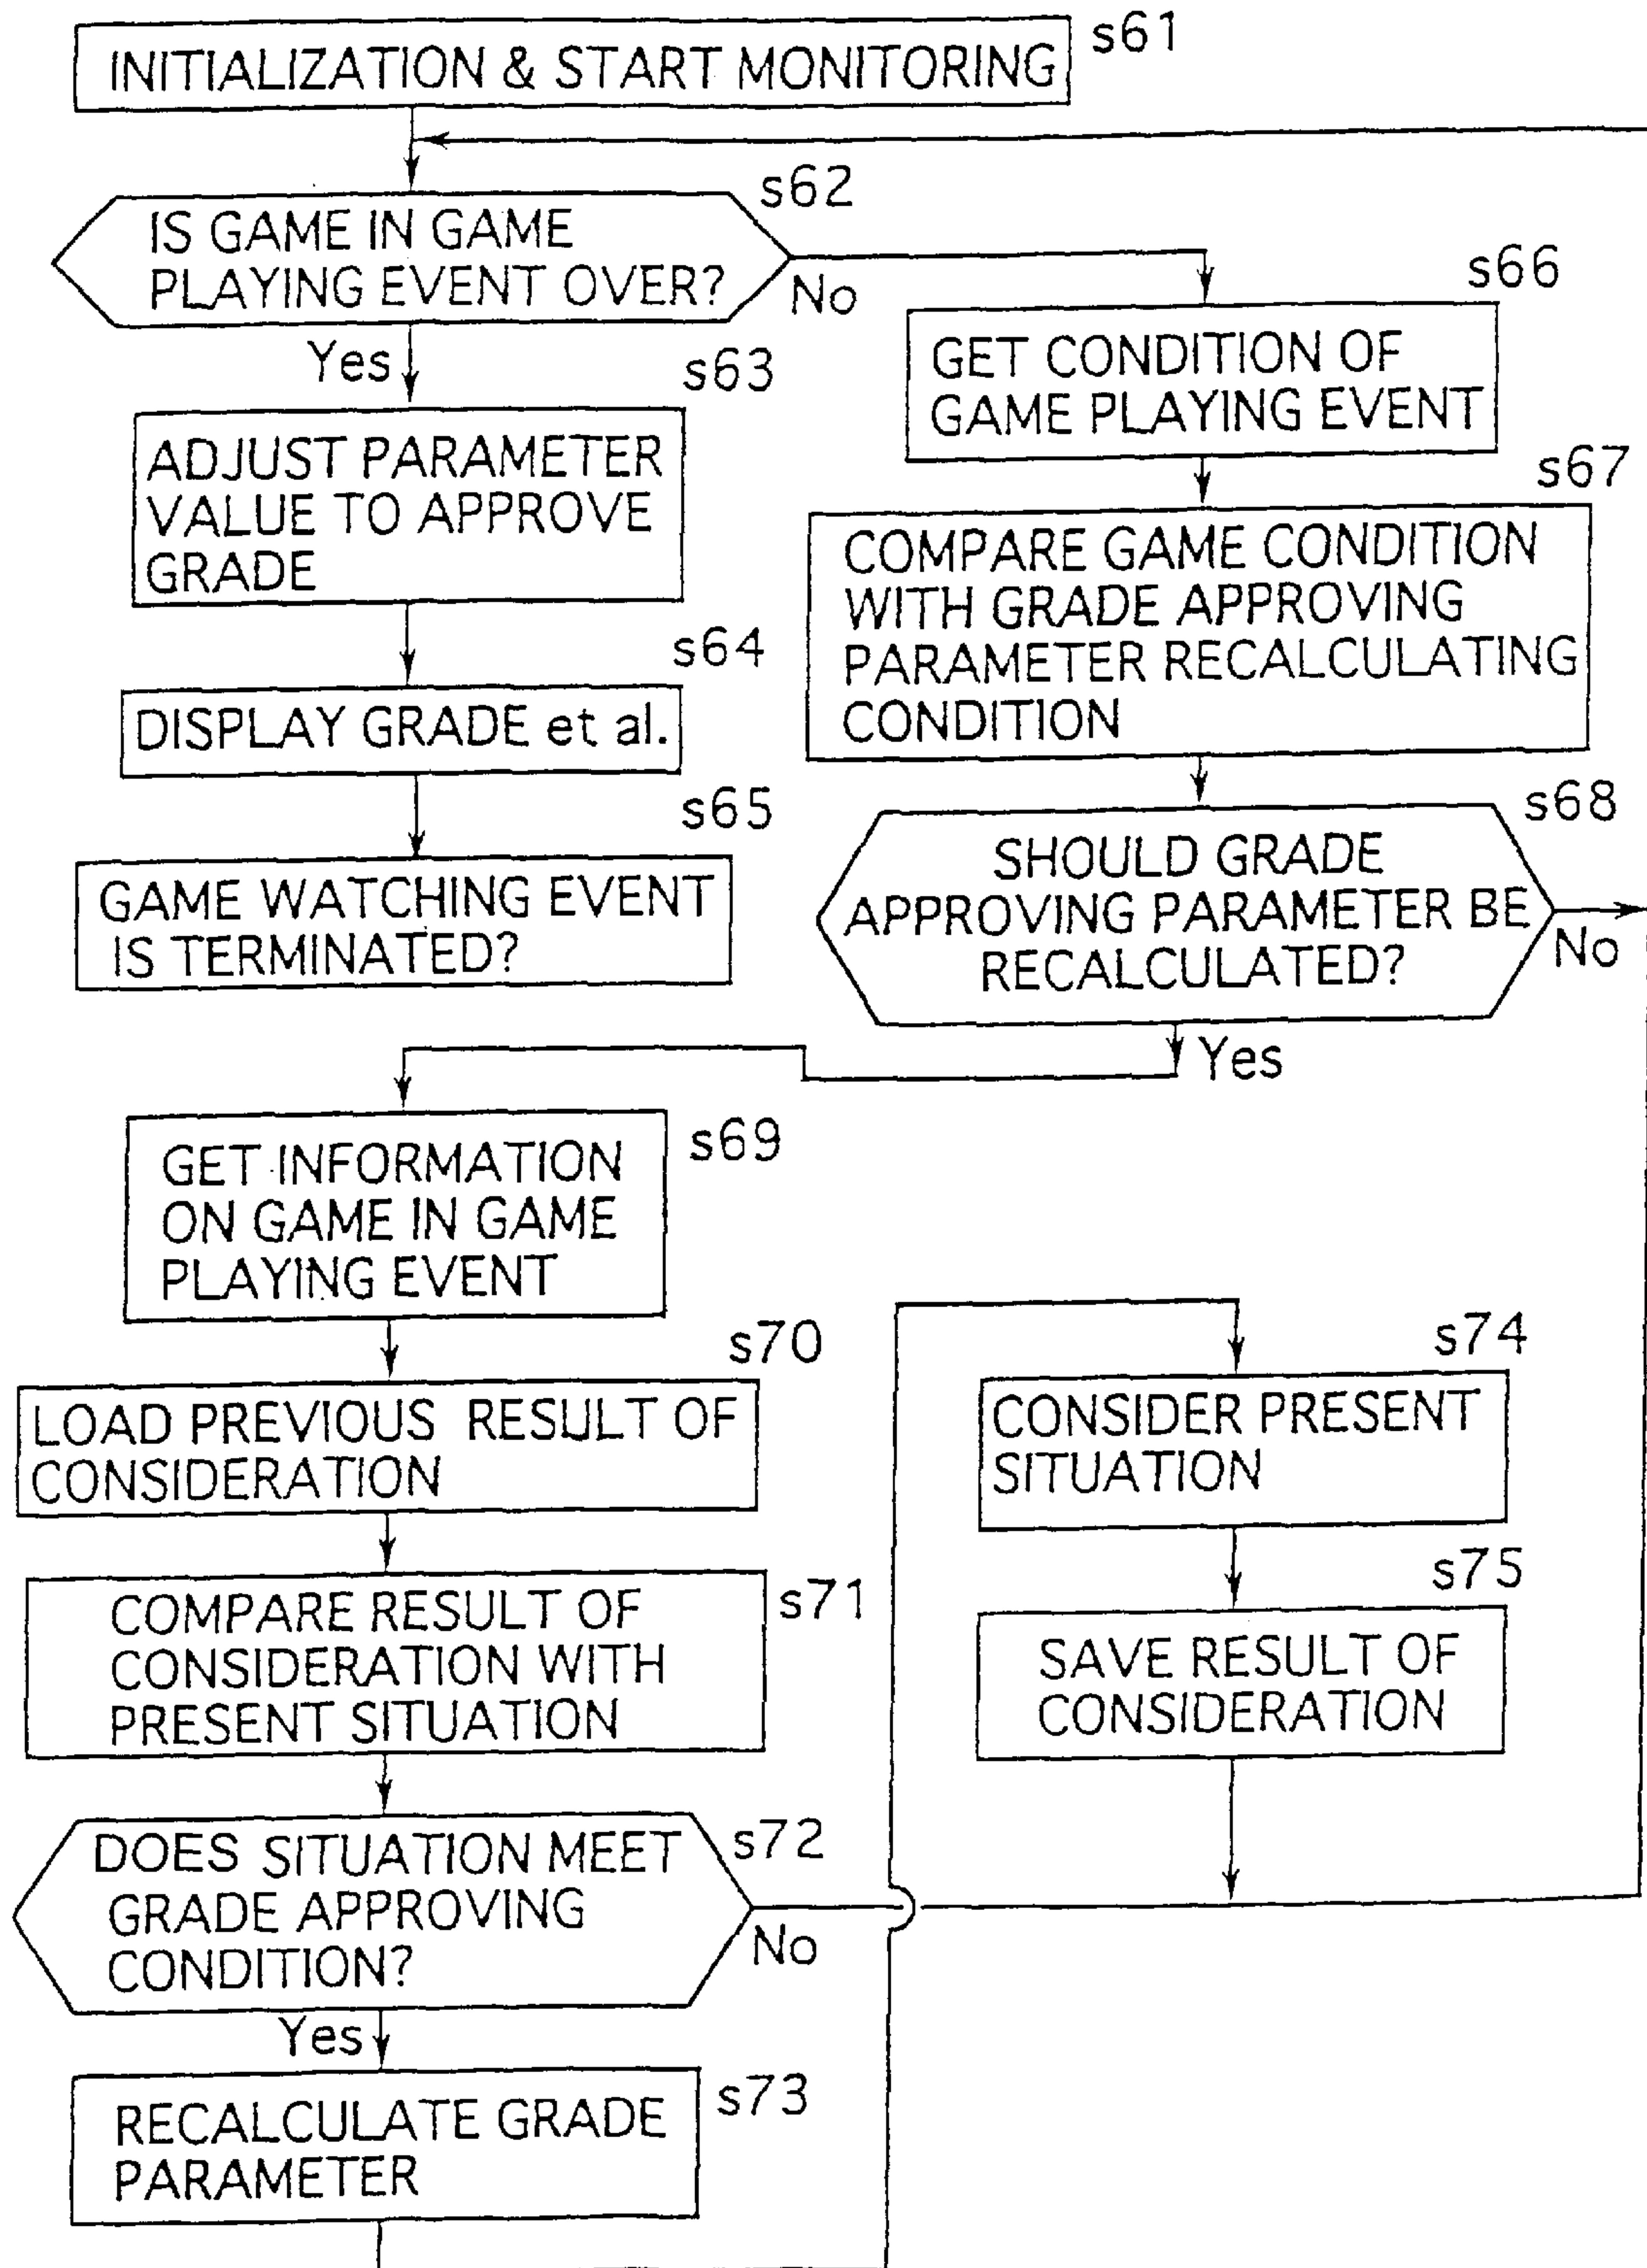 INITIALIZATION & START MONITORING
s61
s62
IS GAME IN GAME
PLAYING EVENT OVER?
No
Yes
s63
ADJUST PARAMETER
VALUE TO APPROVE
GRADE
s64
DISPLAY GRADE et al.
s65
GAME WATCHING EVENT
IS TERMINATED?
s66
GET CONDITION OF
GAME PLAYING EVENT
s67
COMPARE GAME CONDITION
WITH GRADE APPROVING
PARAMETER RECALCULATING
CONDITION
s68
SHOULD GRADE
APPROVING PARAMETER BE
RECALCULATED?
No
Yes
s69
GET INFORMATION
ON GAME IN GAME
PLAYING EVENT
s70
LOAD PREVIOUS RESULT OF
CONSIDERATION
s71
COMPARE RESULT OF
CONSIDERATION WITH
PRESENT SITUATION
s72
DOES SITUATION MEET
GRADE APPROVING
CONDITION?
No
Yes
s73
RECALCULATE GRADE
PARAMETER
s74
CONSIDER PRESENT
SITUATION
s75
SAVE RESULT OF
CONSIDERATION